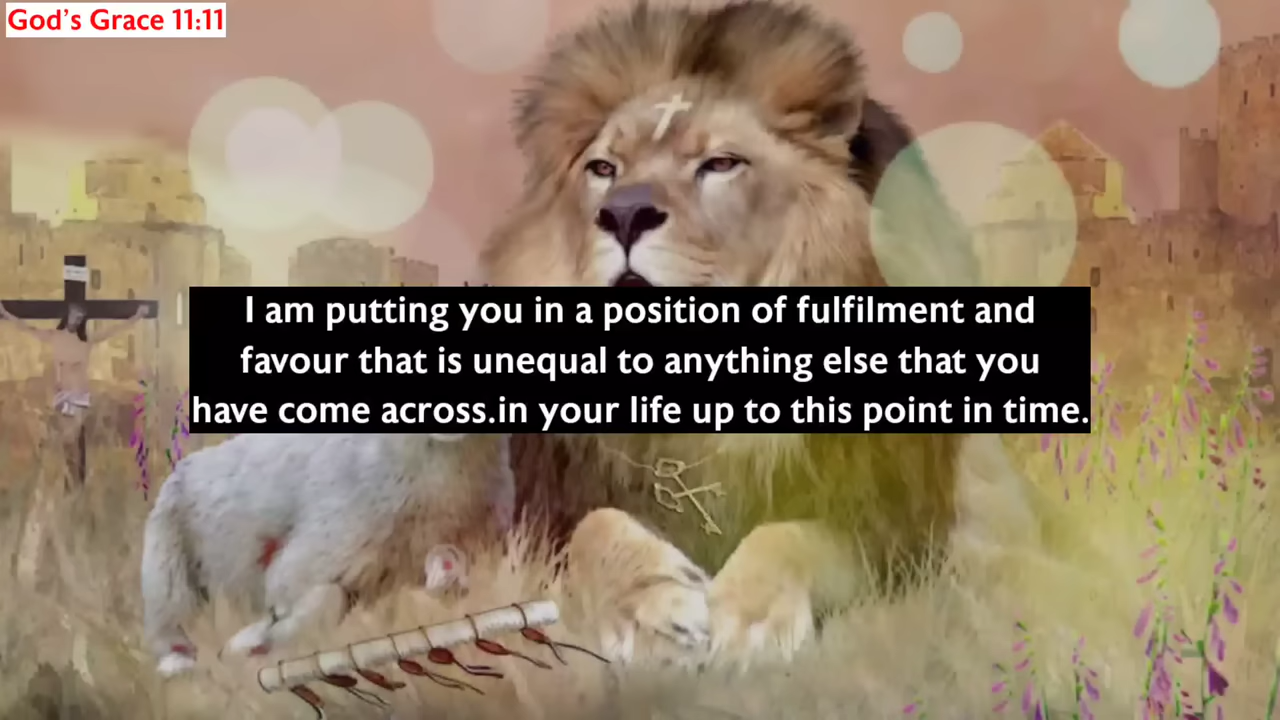 God's Grace 11:11
I am putting you in a position of fulfilment and
favour that is unequal to anything else that you
have come across.in your life up to this point in time.